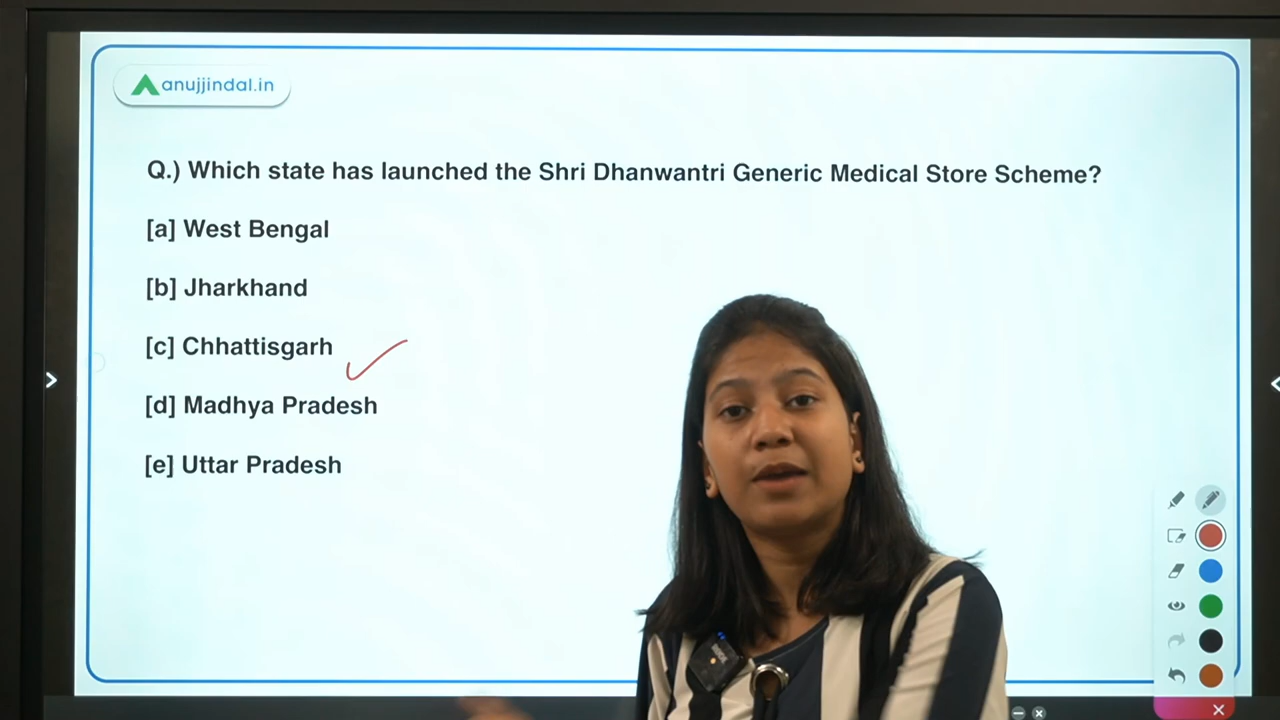 anujjindal.in
Q.) Which state has launched the Shri Dhanwantri Generic Medical Store Scheme?
[a] West Bengal
[b] Jharkhand
[c] Chhattisgarh
[d] Madhya Pradesh
[e] Uttar Pradesh